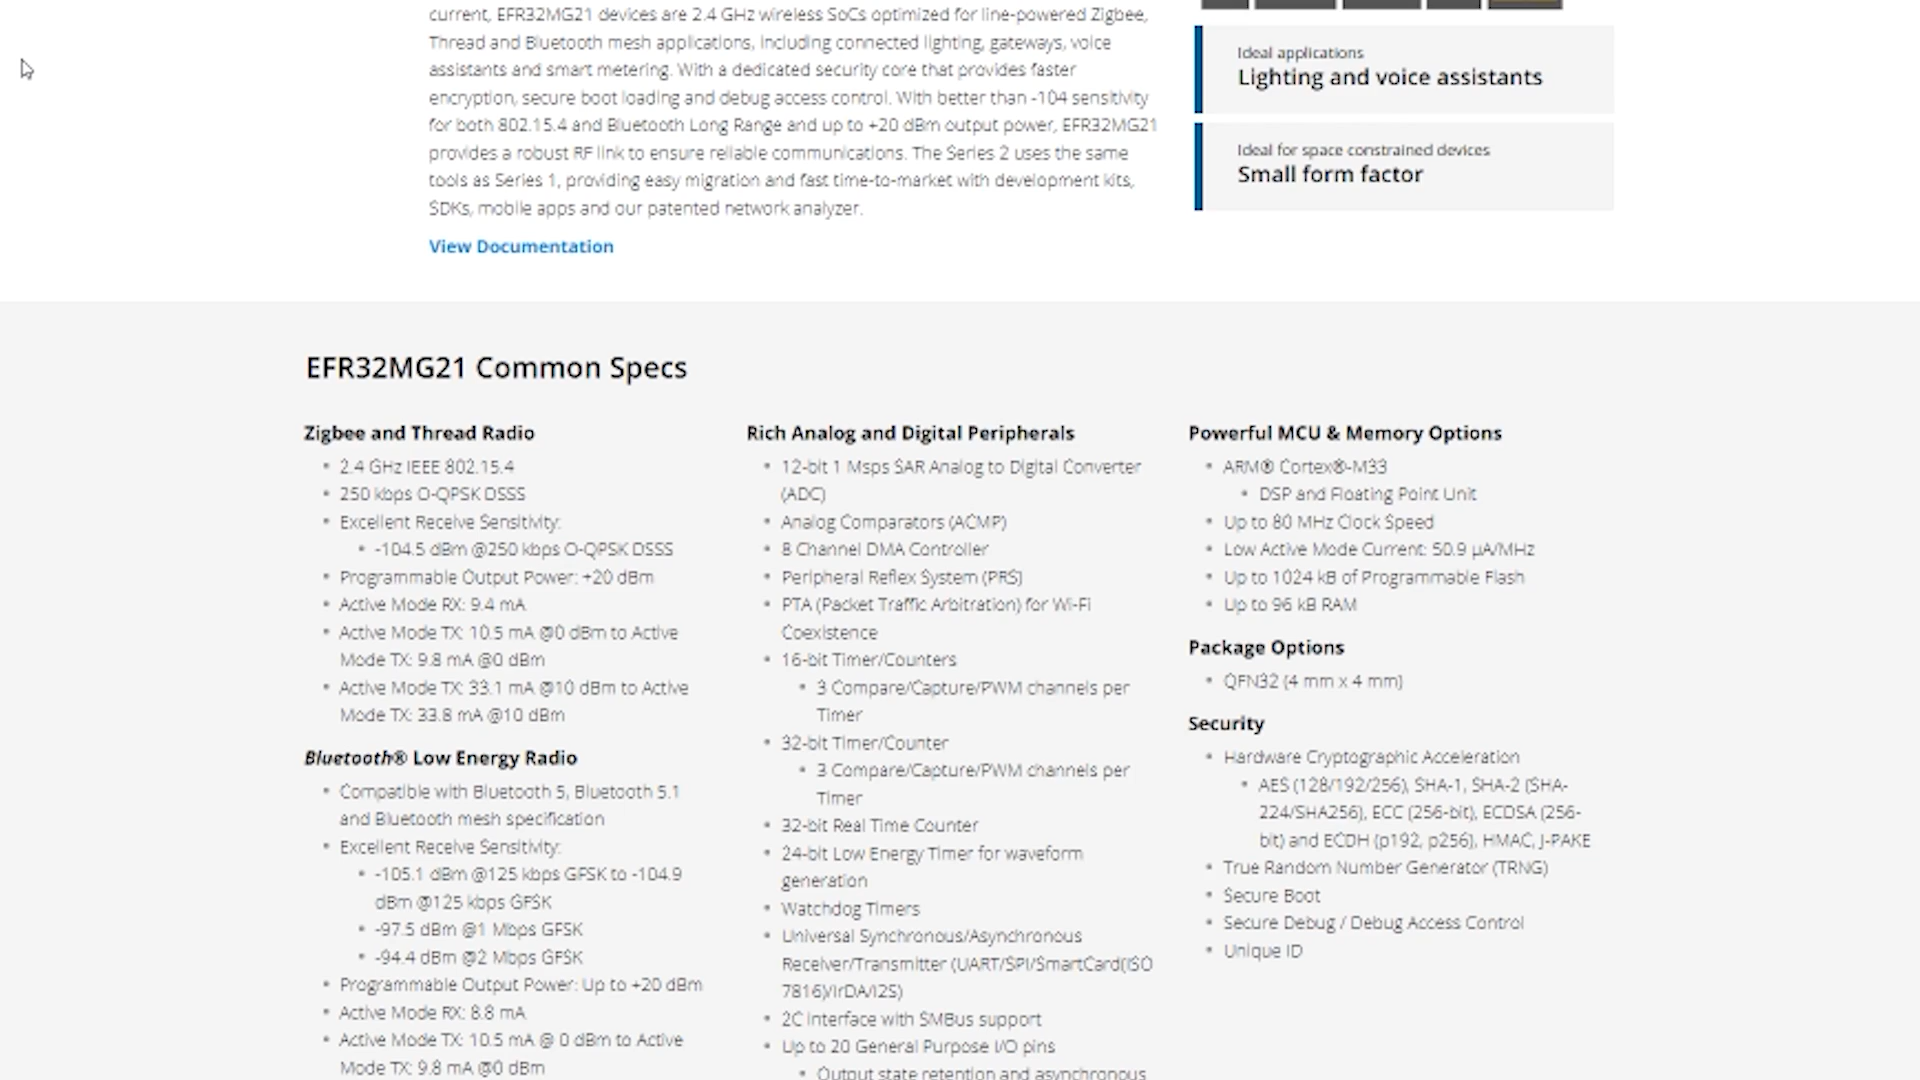 current, EFR32MG21 devices are 2.4 GHz wireless SoCs optimized for line-powered Zigbee,
Thread and Bluetooth mesh applications, including connected lighting, gateways, voice
assistants and smart metering. With a dedicated security core that provides faster
encryption, secure boot loading and debug access control. With better than -104 sensitivity
for both 802.15.4 and Bluetooth Long Range and up to +20 dBm output power, EFR32MG21
provides a robust RF link to ensure reliable communications. The Series 2 uses the same
tools as Series 1, providing easy migration and fast time-to-market with development kits,
SDKs, mobile apps and our patented network analyzer.
View Documentation
Ideal applications
Lighting and voice assistants
Ideal for space constrained devices
Small form factor
EFR32MG21 Common Specs
Zigbee and Thread Radio
2.4 GHz IEEE 802.15.4
250 kbps O-QPSK DSSS
Excellent Receive Sensitivity:
-104.5 dBm @250 kbps O-QPSK DSSS
Programmable Output Power: +20 dBm
Active Mode RX: 9.4 mA
Active Mode TX: 10.5 mA @0 dBm to Active
Mode TX: 9.8 mA @0 dBm
Active Mode TX: 33.1 mA @10 dBm to Active
Mode TX: 33.8 mA @10 dBm
Bluetooth® Low Energy Radio
Compatible with Bluetooth 5, Bluetooth 5.1
and Bluetooth mesh specification
Excellent Receive Sensitivity:
-105.1 dBm @125 kbps GFSK to -104.9
dBm @125 kbps GFSK
-97.5 dBm @1 Mbps GFSK
-94.4 dBm @2 Mbps GFSK
Programmable Output Power: Up to +20 dBm
Active Mode RX: 8.8 mA
Active Mode TX: 10.5 mA @ 0 dBm to Active
Mode TX: 9.8 mA @0 dBm
Rich Analog and Digital Peripherals
12-bit 1 Msps SAR Analog to Digital Converter
(ADC)
Analog Comparators (ACMP)
8 Channel DMA Controller
Peripheral Reflex System (PRS)
PTA (Packet Traffic Arbitration) for Wi-Fi
Coexistence
16-bit Timer/Counters
3 Compare/Capture/PWM channels per
Timer
32-bit Timer/Counter
3 Compare/Capture/PWM channels per
Timer
32-bit Real Time Counter
24-bit Low Energy Timer for waveform
generation
Watchdog Timers
Universal Synchronous/Asynchronous
Receiver/Transmitter (UART/SPI/SmartCard(ISO
7816)/IrDA/I2S)
2C interface with SMBus support
Up to 20 General Purpose I/O pins
Output state retention and asynchronous
Powerful MCU & Memory Options
ARM® Cortex®-M33
DSP and Floating Point Unit
Up to 80 MHz Clock Speed
Low Active Mode Current: 50.9 µA/MHz
Up to 1024 kB of Programmable Flash
Up to 96 kB RAM
Package Options
QFN32 (4 mm x 4 mm)
Security
Hardware Cryptographic Acceleration
AES (128/192/256), SHA-1, SHA-2 (SHA-
224/SHA256), ECC (256-bit), ECDSA (256-
bit) and ECDH (p192, p256), HMAC, J-PAKE
True Random Number Generator (TRNG)
Secure Boot
Secure Debug / Debug Access Control
Unique ID